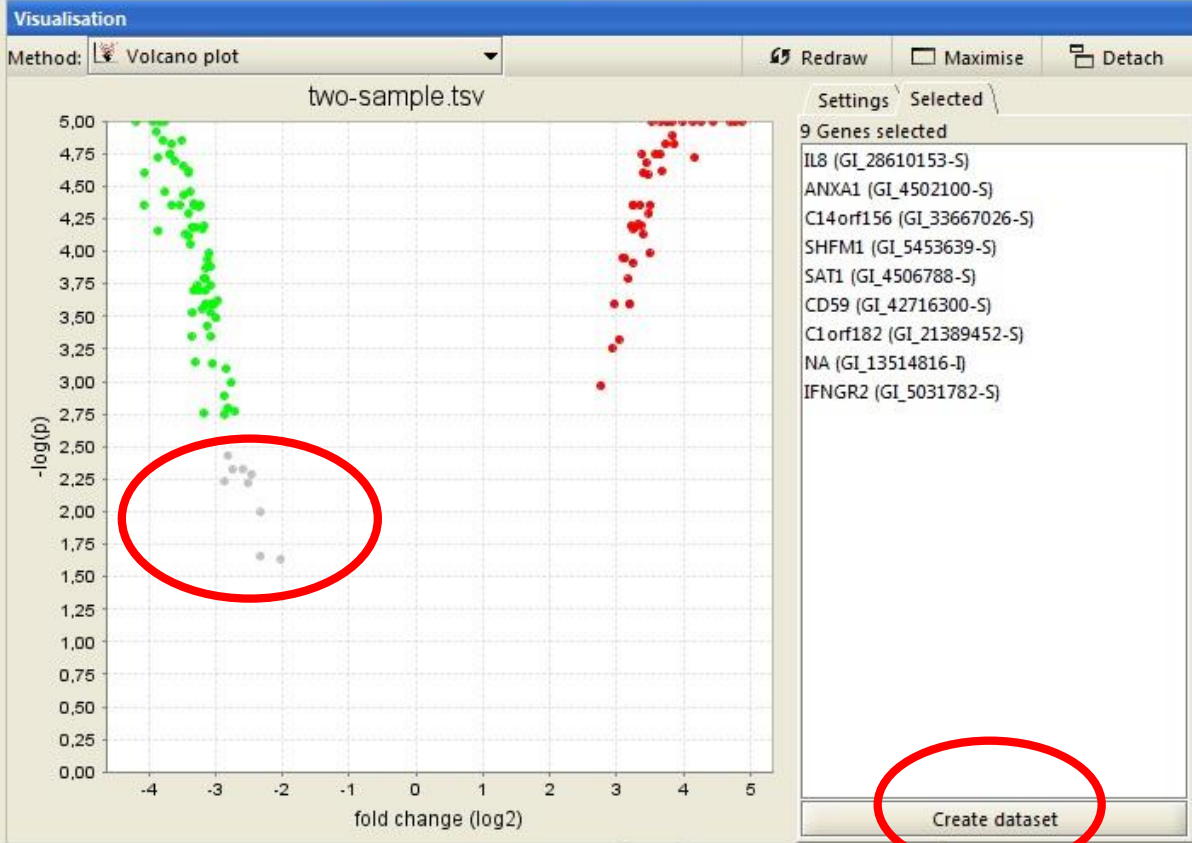 Visualisation
Method: Volcano plot Redraw Maximise Detach
two-sample.tsv
Settings Selected
9 Genes selected
IL8 (GI_28610153-S)
ANXA1 (GI_4502100-S)
C14orf156 (GI_33667026-S)
SHFM1 (GI_5453639-S)
SAT1 (GI_4506788-S)
CD59 (GI_42716300-S)
C1orf182 (GI_21389452-S)
NA (GI_13514816-I)
IFNGR2 (GI_5031782-S)
5,00
4,75
4,50
4,25
4,00
3,75
3,50
3,25
3,00
2,75
2,50
2,25
2,00
1,75
1,50
1,25
1,00
0,75
0,50
0,25
0,00
-log(p)
-4 -3 -2 -1 0 1 2 3 4 5
fold change (log2)
Create dataset